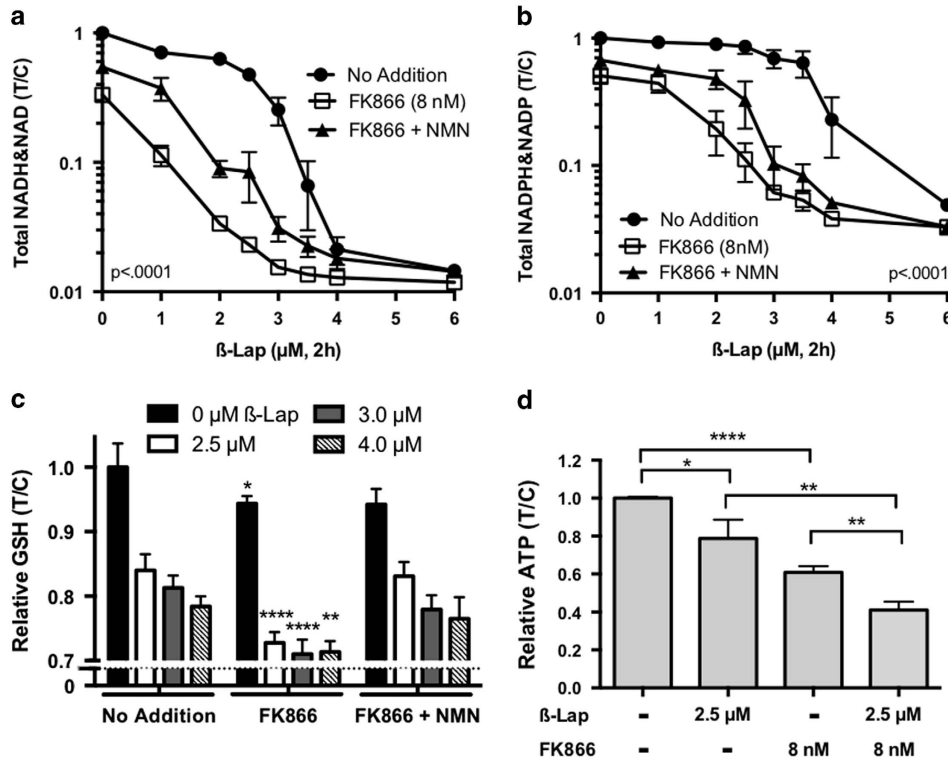 a
Total NADH&NAD (T/C)
1
0.1
0.01
No Addition
FK866 (8 nM)
FK866 + NMN
p<.0001
0 1 2 3 4 5 6
ß-Lap (µM, 2h)
b
Total NADPH&NADP (T/C)
1
0.1
0.01
No Addition
FK866 (8nM)
FK866 + NMN
p<.0001
0 1 2 3 4 5 6
ß-Lap (µM, 2h)
c
0 µM ß-Lap 3.0 µM
2.5 µM 4.0 µM
Relative GSH (T/C)
1.0
0.9
0.8
0.7
0
* **** **** **
No Addition FK866 FK866 + NMN
d
Relative ATP (T/C)
1.2
1.0
0.8
0.6
0.4
0.2
0.0
****
*
**
**
ß-Lap - 2.5 µM - 2.5 µM
FK866 - - 8 nM 8 nM